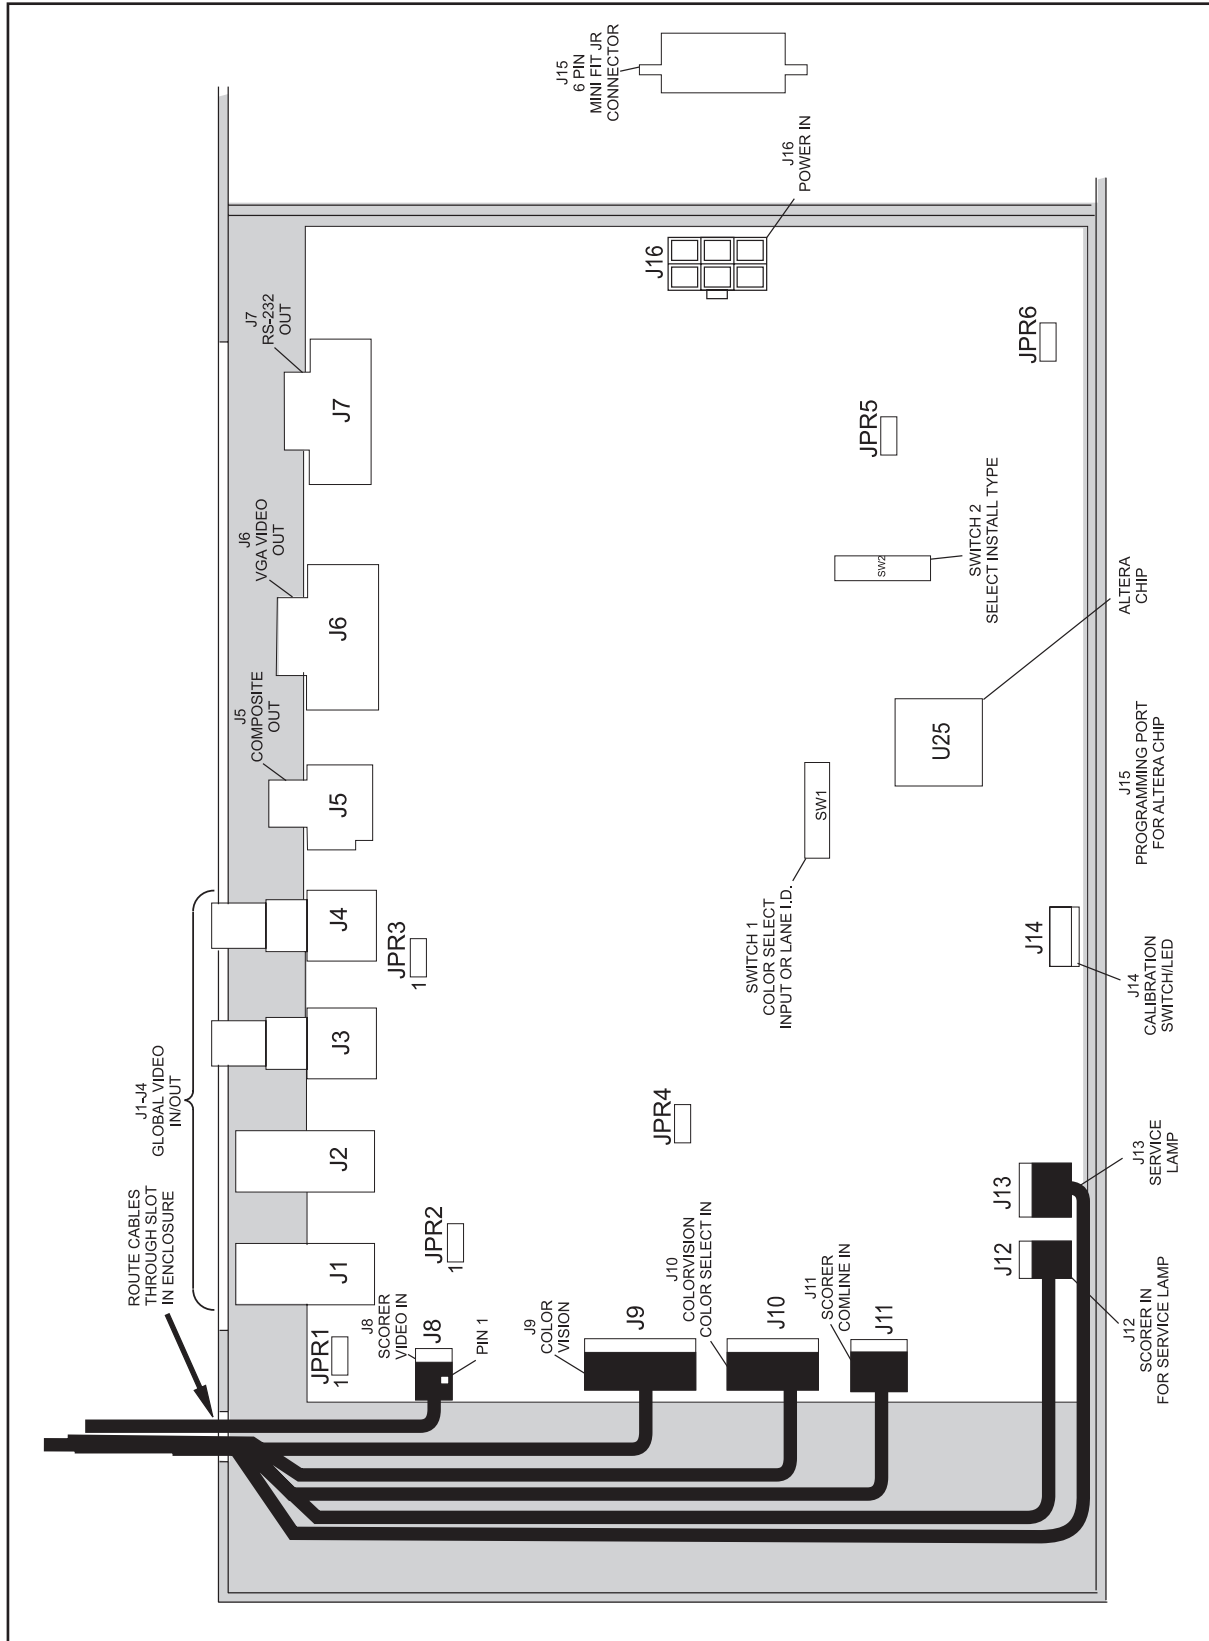 J15
6 PIN
MINI FIT JR
CONNECTOR
J16
POWER IN
J16
J7
RS-232
OUT
J7
JPR6
JPR5
J6
VGA VIDEO
OUT
J6
SW2
SWITCH 2
SELECT INSTALL TYPE
ALTERA
CHIP
J5
COMPOSITE
OUT
J5
U25
SW1
J15
PROGRAMMING PORT
FOR ALTERA CHIP
SWITCH 1
COLOR SELECT
INPUT OR LANE I.D.
J4
JPR3
1
J14
J14
CALIBRATION
SWITCH/LED
J3
J1-J4
GLOBAL VIDEO
IN/OUT
J2
JPR4
J13
J13
SERVICE
LAMP
ROUTE CABLES
THROUGH SLOT
IN ENCLOSURE
J1
JPR2
1
J12
J12
SCORER IN
FOR SERVICE LAMP
JPR1
1
J8
SCORER
VIDEO IN
J8
PIN 1
J9
COLOR
VISION
J9
J10
COLORVISION
COLOR SELECT IN
J10
J11
SCORER
COMLINE IN
J11